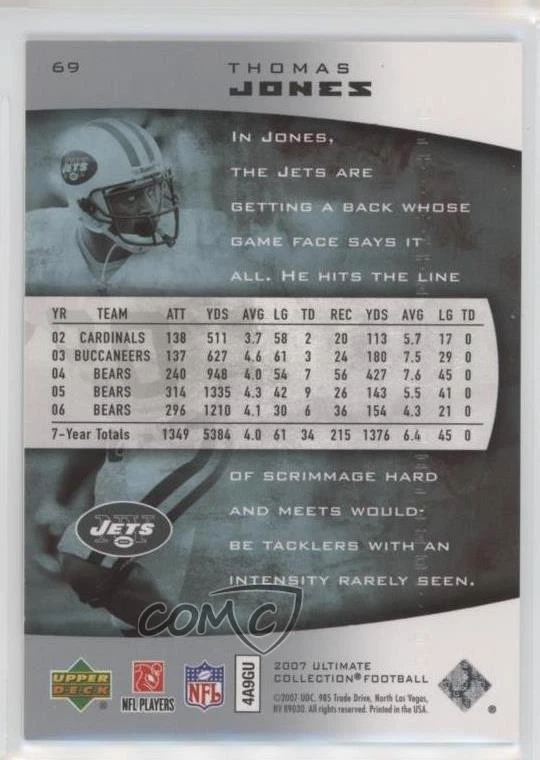 69
THOMAS
JONES
JETS
IN JONES,
THE JETS ARE
GETTING A BACK WHOSE
GAME FACE SAYS IT
ALL. HE HITS THE LINE
YR TEAM ATT YDS AVG LG TD REC YDS AVG LG TD
02 CARDINALS 138 511 3.7 58 2 20 113 5.7 17 0
03 BUCCANEERS 137 627 4.6 61 3 24 180 7.5 29 0
04 BEARS 240 948 4.0 54 7 56 427 7.6 45 0
05 BEARS 314 1335 4.3 42 9 26 143 5.5 41 0
06 BEARS 296 1210 4.1 30 6 36 154 4.3 21 0
7-Year Totals 1349 5384 4.0 61 34 215 1376 6.4 45 0
OF SCRIMMAGE HARD
AND MEETS WOULD-
BE TACKLERS WITH AN
INTENSITY RARELY SEEN.
NY
JETS
COMC
UPPER
DECK
®
NFL PLAYERS
NFL
4A9GU
2007 ULTIMATE
COLLECTION® FOOTBALL
©2007 UDC, 985 Trade Drive, North Las Vegas,
NV 89030. All rights reserved. Printed in the USA.
®